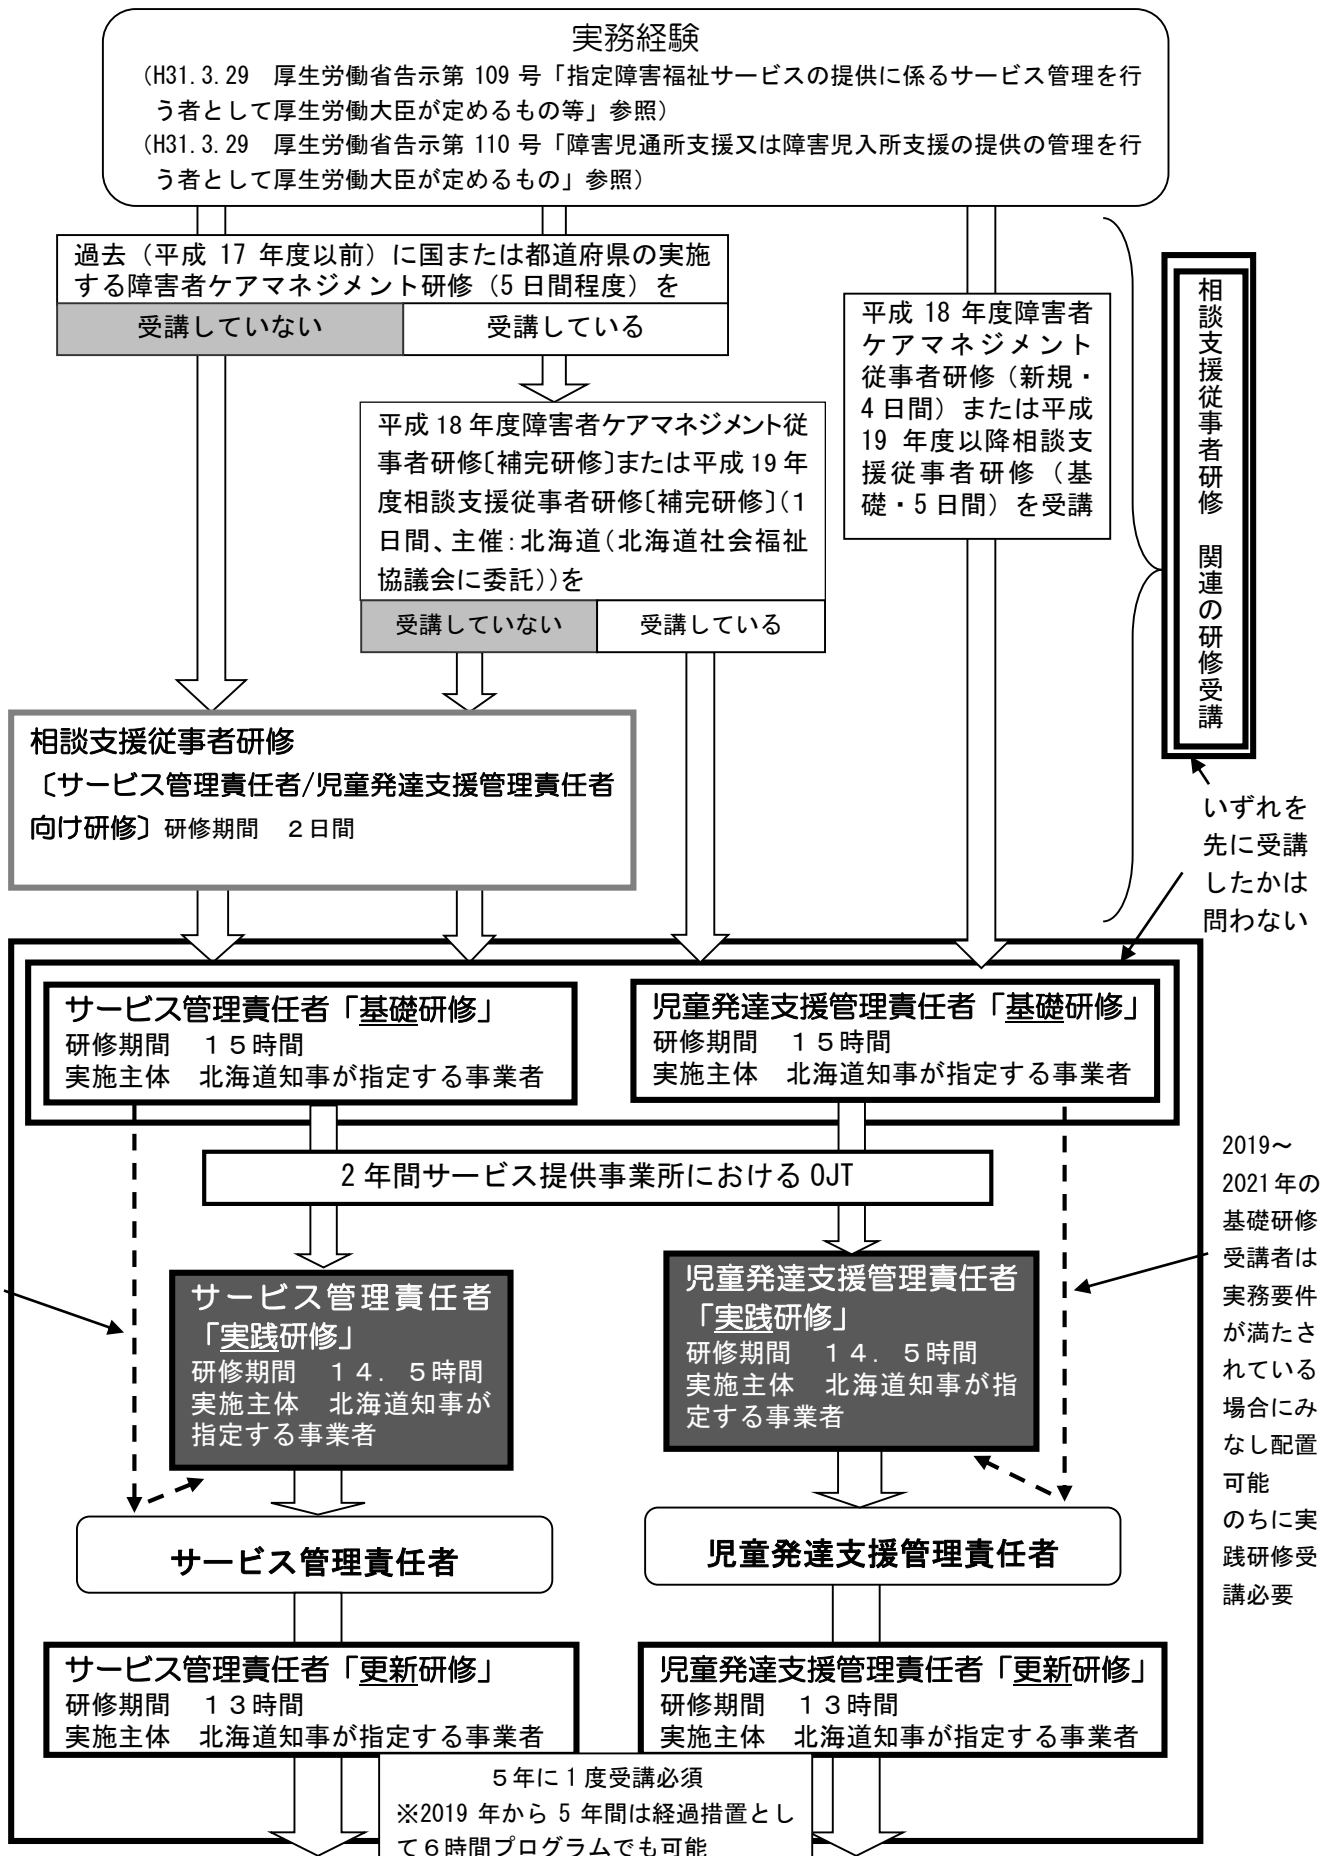 実務経験
（H31.3.29　厚生労働省告示第 109 号「指定障害福祉サービスの提供に係るサービス管理を行
う者として厚生労働大臣が定めるもの等」参照）
（H31.3.29　厚生労働省告示第 110 号「障害児通所支援又は障害児入所支援の提供の管理を行
う者として厚生労働大臣が定めるもの」参照）
過去（平成 17 年度以前）に国または都道府県の実施
する障害者ケアマネジメント研修（5 日間程度）を
受講していない
受講している
平成 18 年度障害者ケアマネジメント従
事者研修〔補完研修〕または平成 19 年
度相談支援従事者研修〔補完研修〕（1
日間、主催：北海道（北海道社会福祉
協議会に委託））を
受講していない
受講している
平成 18 年度障害者
ケアマネジメント
従事者研修（新規・
4 日間）または平成
19 年度以降相談支
援従事者研修（基
礎・5 日間）を受講
相談支援従事者研修　関連の研修受講
いずれを
先に受講
したかは
問わない
相談支援従事者研修
〔サービス管理責任者/児童発達支援管理責任者
向け研修〕研修期間　２日間
サービス管理責任者「基礎研修」
研修期間　１５時間
実施主体　北海道知事が指定する事業者
児童発達支援管理責任者「基礎研修」
研修期間　１５時間
実施主体　北海道知事が指定する事業者
2 年間サービス提供事業所における OJT
サービス管理責任者
「実践研修」
研修期間　１４．５時間
実施主体　北海道知事が
指定する事業者
児童発達支援管理責任者
「実践研修」
研修期間　１４．５時間
実施主体　北海道知事が指
定する事業者
2019～
2021 年の
基礎研修
受講者は
実務要件
が満たさ
れている
場合にみ
なし配置
可能
のちに実
践研修受
講必要
サービス管理責任者
児童発達支援管理責任者
サービス管理責任者「更新研修」
研修期間　１３時間
実施主体　北海道知事が指定する事業者
児童発達支援管理責任者「更新研修」
研修期間　１３時間
実施主体　北海道知事が指定する事業者
５年に 1 度受講必須
※2019 年から 5 年間は経過措置とし
て６時間プログラムでも可能